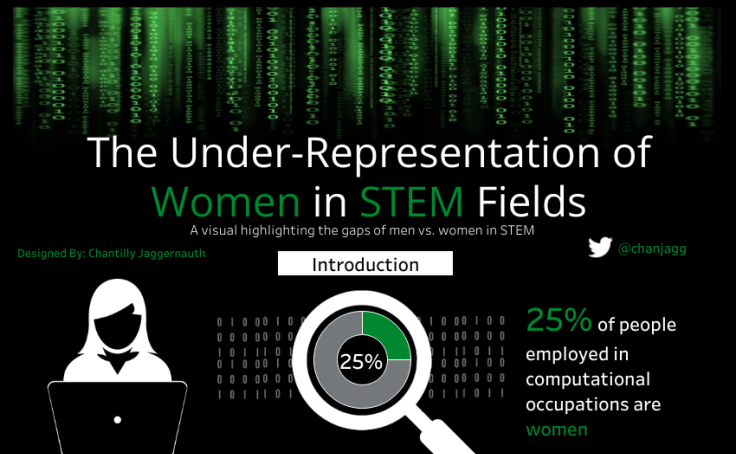 The Under-Representation of
Women in STEM Fields
A visual highlighting the gaps of men vs. women in STEM
Designed By: Chantilly Jaggernauth
@chanjagg
Introduction
25%
25% of people
employed in
computational
occupations are
women